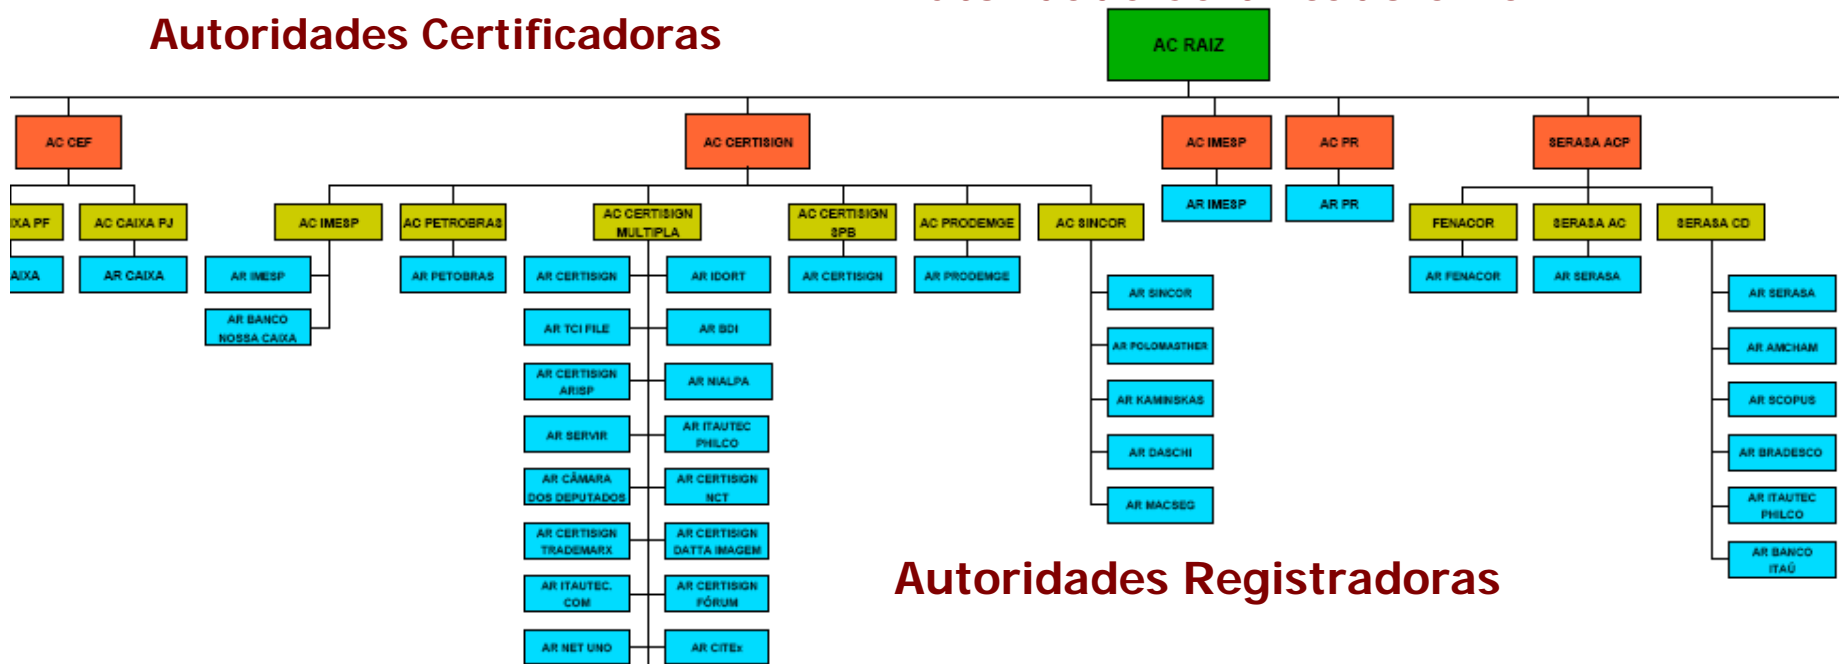 Autoridades Certificadoras
AC RAIZ
AC CEF
AC CERTISIGN
AC IMESP
AC PR
SERASA ACP
AR IMESP
AR PR
AC CAIXA PJ
AC IMESP
AC PETROBRAS
AC CERTISIGN
MULTIPLA
AC CERTISIGN
SPB
AC PRODEMGE
AC SINCOR
FENACOR
SERASA AC
SERASA CD
AR CAIXA
AR IMESP
AR PETOBRAS
AR CERTISIGN
AR IDORT
AR CERTISIGN
AR PRODEMGE
AR FENACOR
AR SERASA
AR SINCOR
AR SERASA
AR BANCO
NOSSA CAIXA
AR TCI FILE
AR BDI
AR POLOMASTHER
AR AMCHAM
AR CERTISIGN
ARISP
AR NIALPA
AR KAMINSKAS
AR SCOPUS
AR SERVIR
AR ITAUTEC
PHILCO
AR DASCHI
AR BRADESCO
AR CÂMARA
DOS DEPUTADOS
AR CERTISIGN
NCT
AR MACSEG
AR ITAUTEC
PHILCO
AR CERTISIGN
TRADEMARX
AR CERTISIGN
DATTA IMAGEM
AR BANCO
ITAÚ
Autoridades Registradoras
AR ITAUTEC.
COM
AR CERTISIGN
FÓRUM
AR NET UNO
AR CITEx